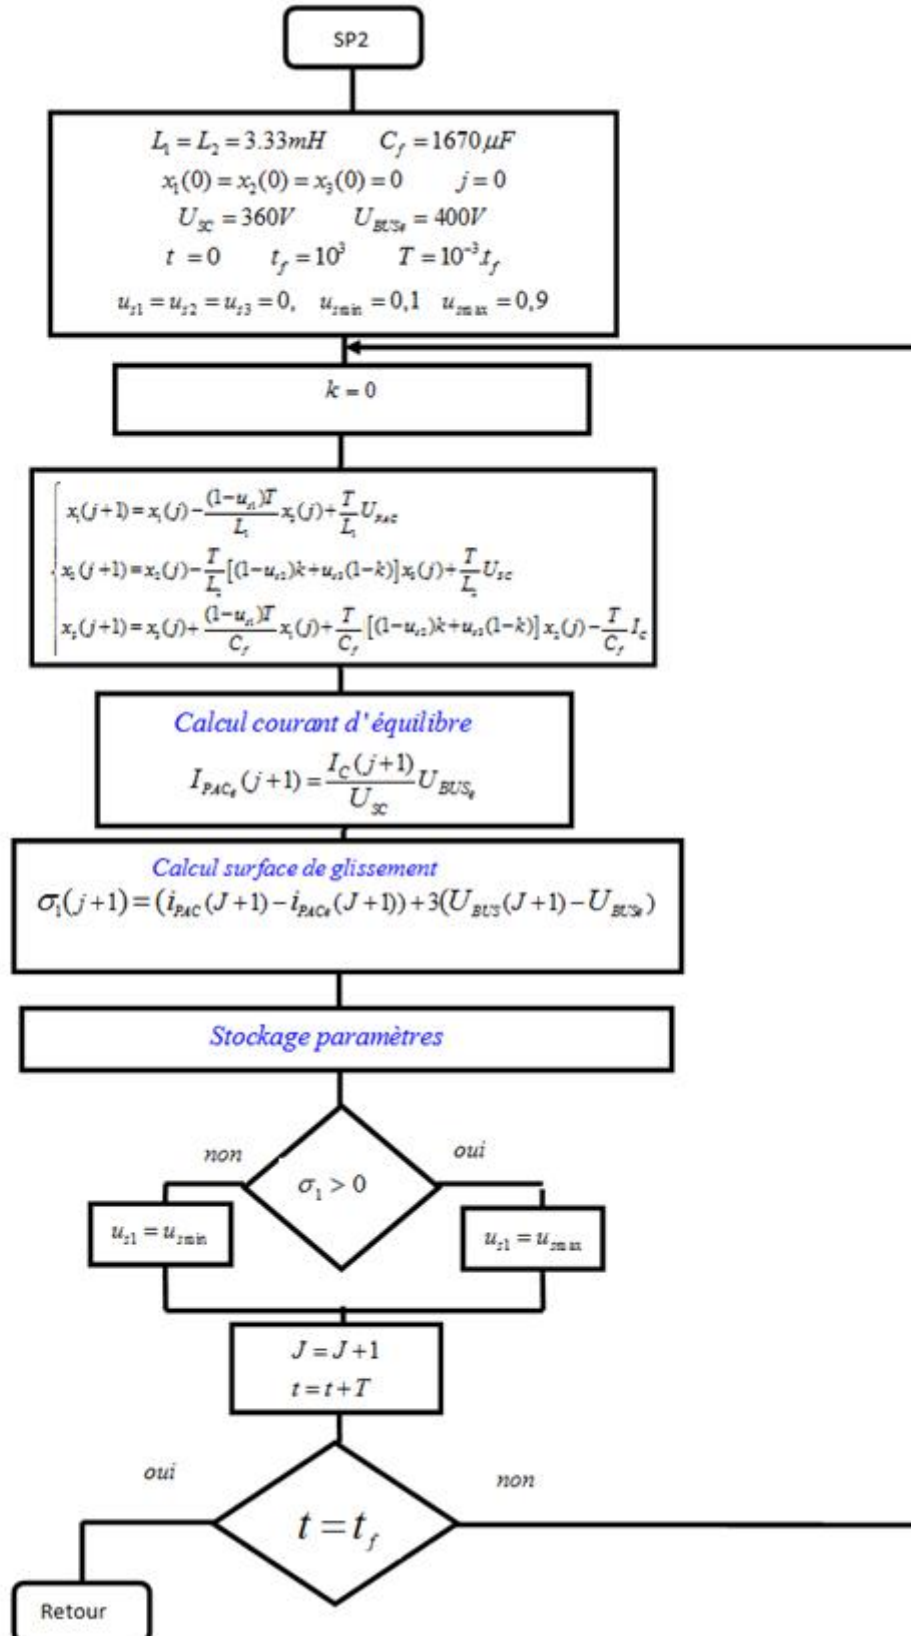 SP2
L₁ = L₂ = 3.33mH C_f = 1670 μF
x₁(0) = x₂(0) = x₃(0) = 0 j = 0
U_SC = 360V U_BUSe = 400V
t = 0 t_f = 10³ T = 10⁻³.t_f
u_s1 = u_s2 = u_s3 = 0, u_smin = 0,1 u_smax = 0,9
k = 0
x₁(j+1) = x₁(j) - (1-u_s1)T/L₁ x₃(j) + T/L₁ U_PAC
x₂(j+1) = x₂(j) - T/L₂ [(1-u_s2)k + u_s3(1-k)] x₃(j) + T/L₂ U_SC
x₃(j+1) = x₃(j) + (1-u_s1)T/C_f x₁(j) + T/C_f [(1-u_s2)k + u_s3(1-k)] x₂(j) - T/C_f I_C
Calcul courant d'équilibre
I_PACe (j+1) = I_C(j+1)/U_SC U_BUSe
Calcul surface de glissement
σ₁(j+1) = (i_PAC(J+1) - i_PACe(J+1)) + 3(U_BUS(J+1) - U_BUSe)
Stockage paramètres
non
oui
σ₁ > 0
u_s1 = u_smin
u_s1 = u_smax
J = J+1
t = t+T
oui
non
t = t_f
Retour